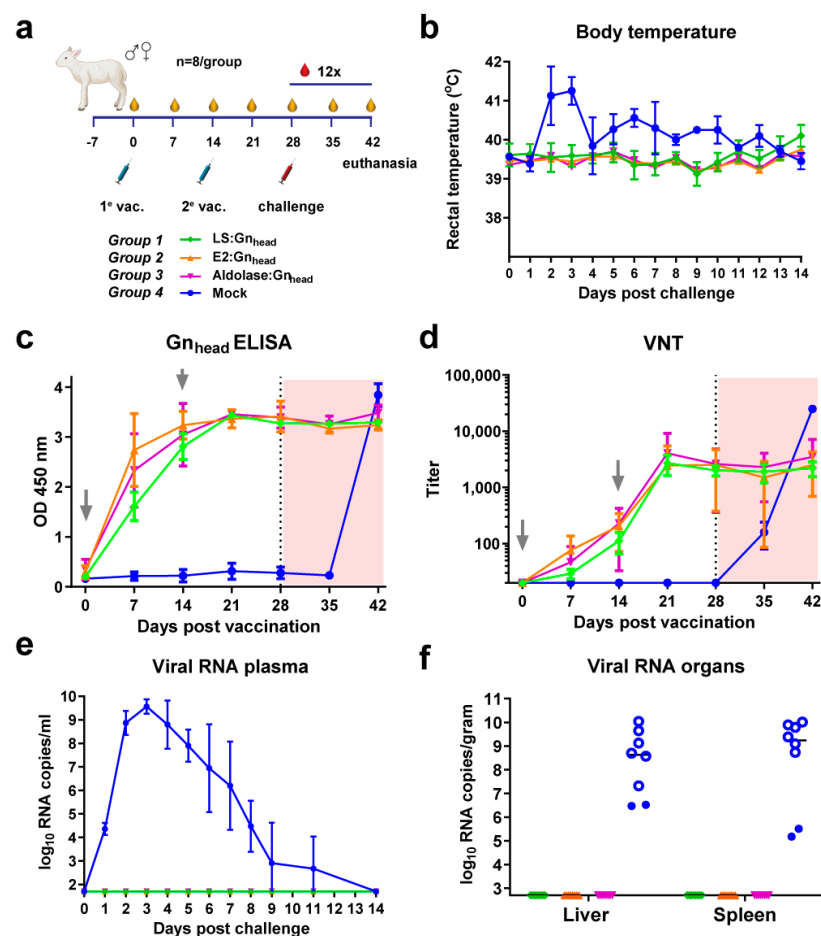 a
♂♀
n=8/group
12x
-7 0 7 14 21 28 35 42
euthanasia
1e vac. 2e vac. challenge
Group 1 LS:Gnhead
Group 2 E2:Gnhead
Group 3 Aldolase:Gnhead
Group 4 Mock
b
Body temperature
Rectal temperature (oC)
42
41
40
39
38
0 1 2 3 4 5 6 7 8 9 10 11 12 13 14
Days post challenge
c
Gnhead ELISA
OD 450 nm
4
3
2
1
0
0 7 14 21 28 35 42
Days post vaccination
d
VNT
Titer
100,000
10,000
1,000
100
0 7 14 21 28 35 42
Days post vaccination
e
Viral RNA plasma
log10 RNA copies/ml
10
9
8
7
6
5
4
3
2
0 1 2 3 4 5 6 7 8 9 11 14
Days post challenge
f
Viral RNA organs
log10 RNA copies/gram
11
10
9
8
7
6
5
4
3
Liver Spleen